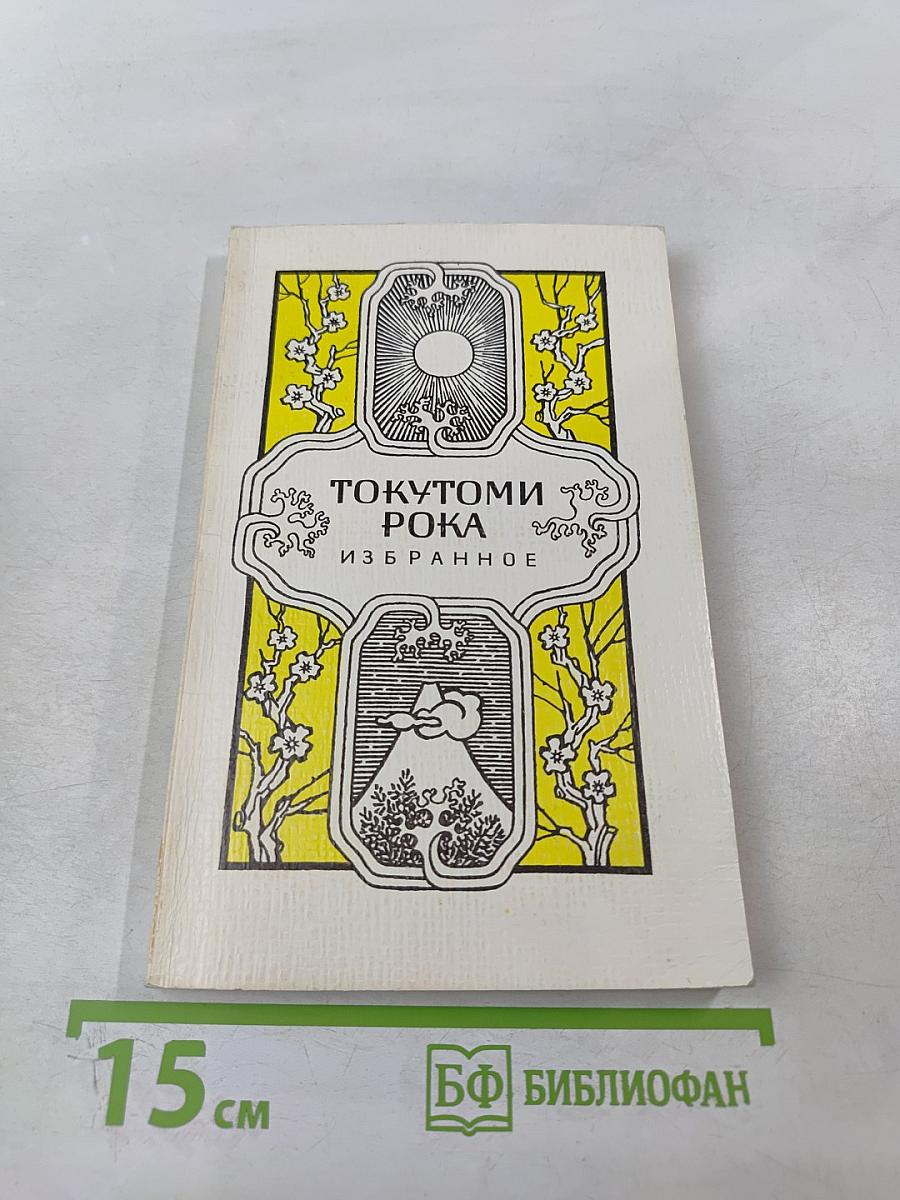 ТОКУТОМИ
РОКА
ИЗБРАННОЕ
15 см
БФ БИБЛИОФАН